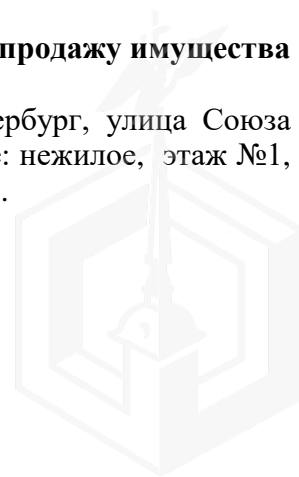 продажу имущества
ербург, улица Союза
: нежилое, этаж №1,
.